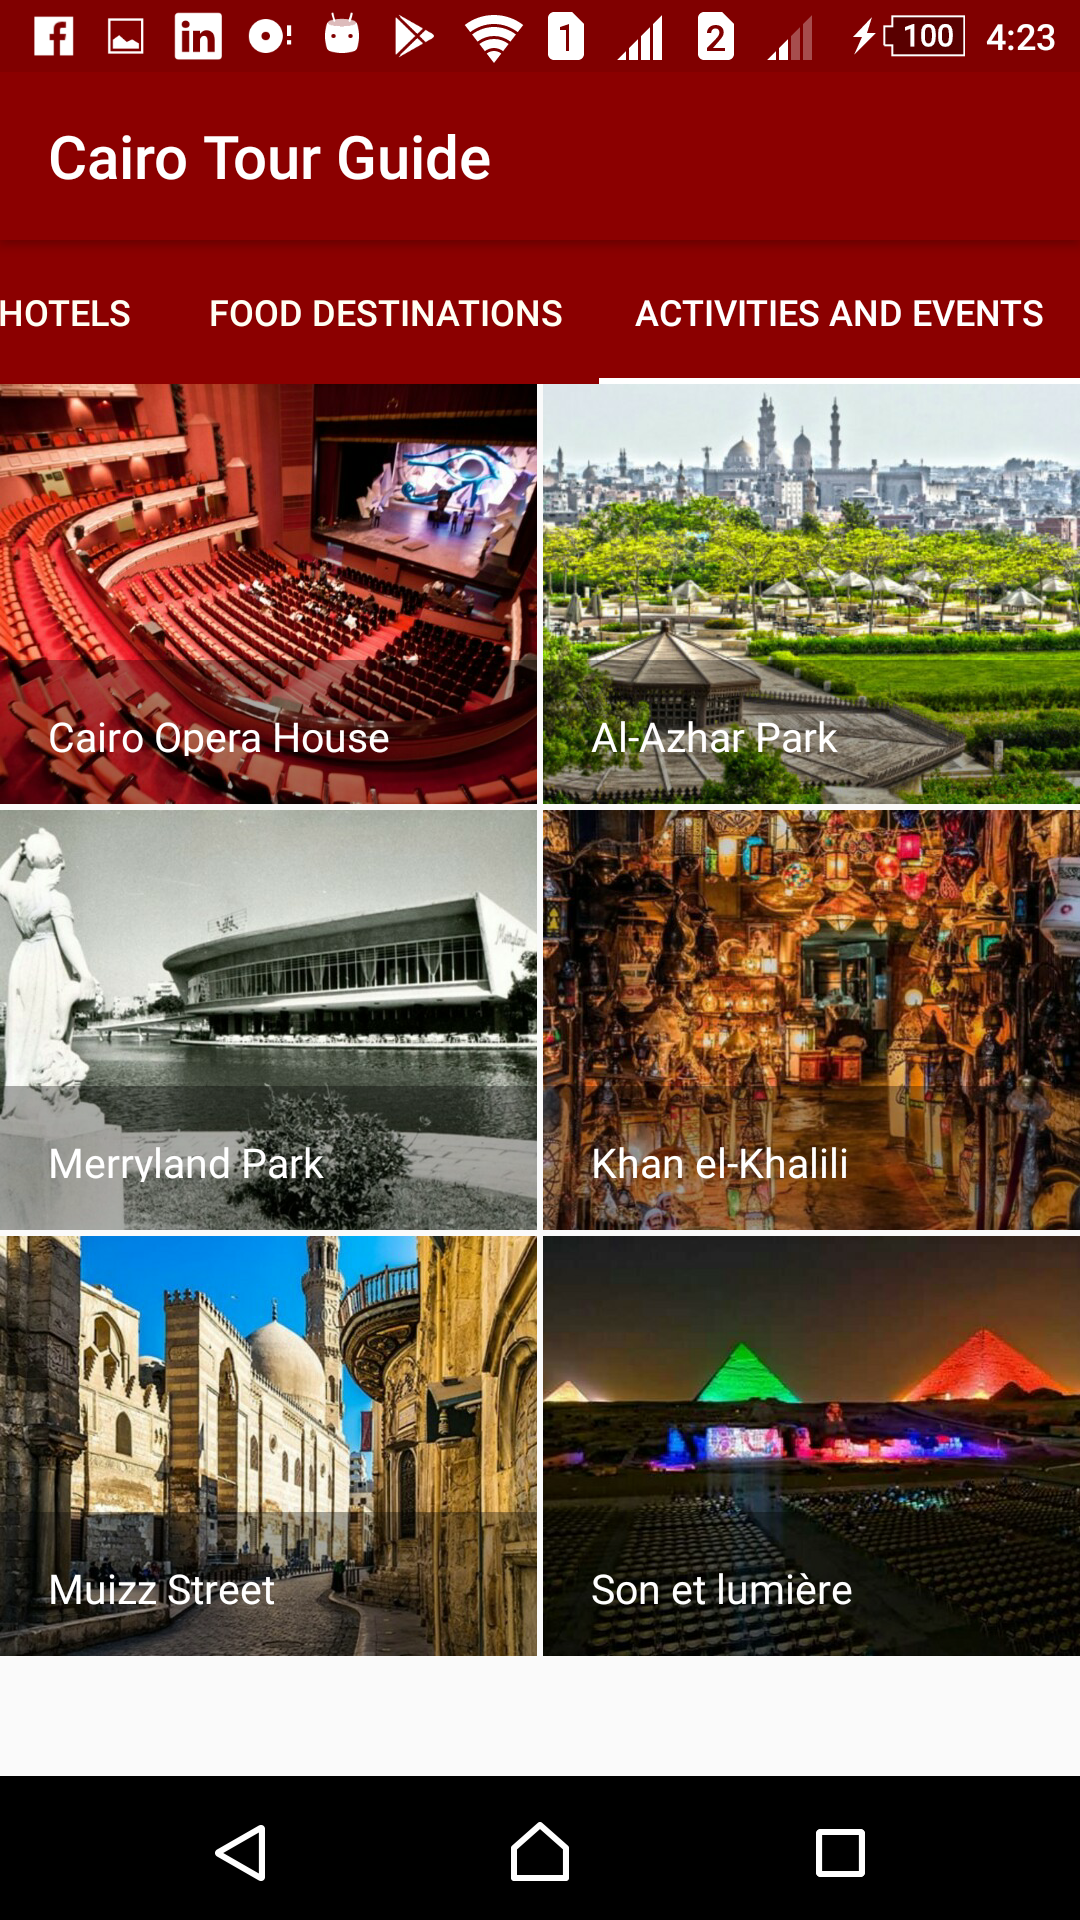 1 2 100 4:23
Cairo Tour Guide
HOTELS FOOD DESTINATIONS ACTIVITIES AND EVENTS
Cairo Opera House Al-Azhar Park
Merryland
Merryland Park Khan el-Khalili
Muizz Street Son et lumière